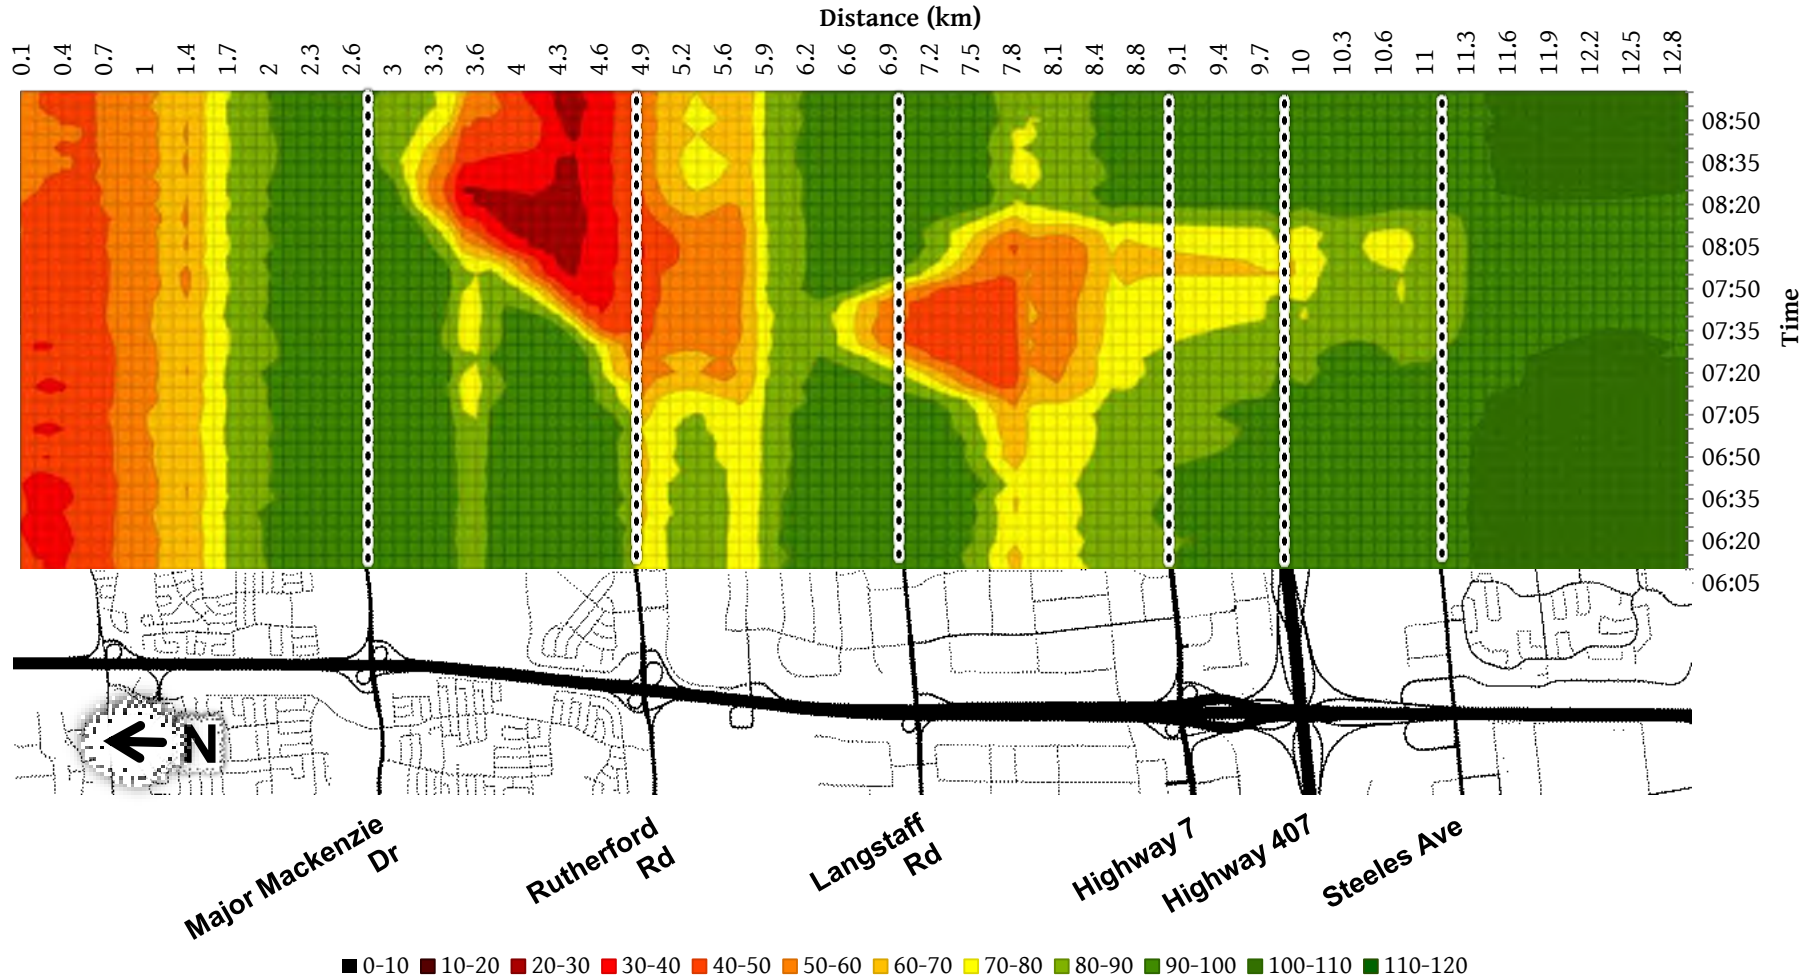 Distance (km)
0.1 0.4 0.7 1 1.4 1.7 2 2.3 2.6 3 3.3 3.6 4 4.3 4.6 4.9 5.2 5.6 5.9 6.2 6.6 6.9 7.2 7.5 7.8 8.1 8.4 8.8 9.1 9.4 9.7 10 10.3 10.6 11 11.3 11.6 11.9 12.2 12.5 12.8
08:50
08:35
08:20
08:05
07:50
07:35
07:20
07:05
06:50
06:35
06:20
06:05
Time
N
Major Mackenzie
Dr
Rutherford
Rd
Langstaff
Rd
Highway 7
Highway 407
Steeles Ave
0-10 10-20 20-30 30-40 40-50 50-60 60-70 70-80 80-90 90-100 100-110 110-120